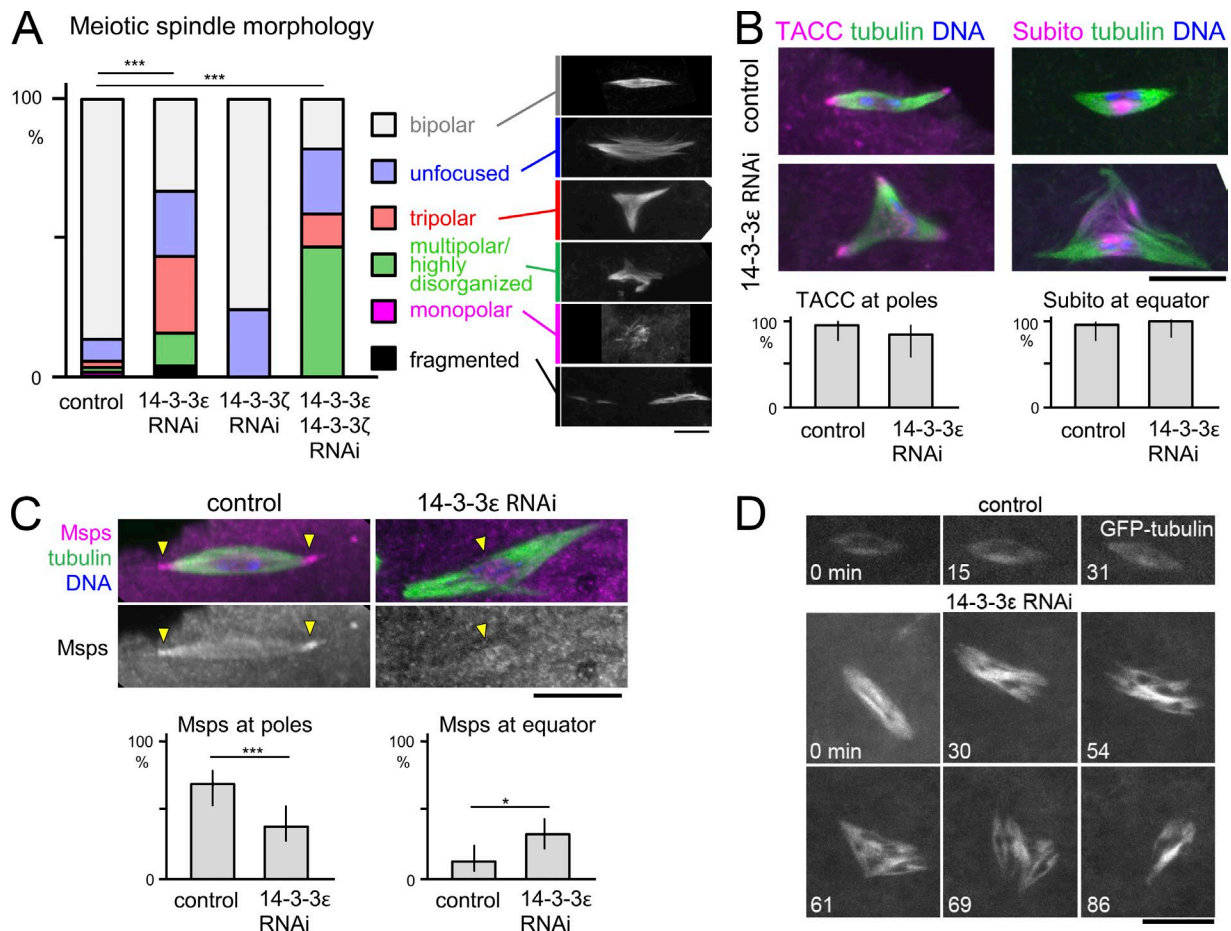 A
Meiotic spindle morphology
***
***
100
%
0
control
14-3-3ε
RNAi
14-3-3ζ
RNAi
14-3-3ε
14-3-3ζ
RNAi
bipolar
unfocused
tripolar
multipolar/
highly
disorganized
monopolar
fragmented
B
TACC tubulin DNA
Subito tubulin DNA
control
14-3-3ε RNAi
TACC at poles
100
%
0
control
14-3-3ε
RNAi
Subito at equator
100
%
0
control
14-3-3ε
RNAi
C
control
14-3-3ε RNAi
Msps
tubulin
DNA
Msps
Msps at poles
100
%
***
0
control
14-3-3ε
RNAi
Msps at equator
100
%
*
0
control
14-3-3ε
RNAi
D
control
GFP-tubulin
0 min
15
31
14-3-3ε RNAi
0 min
30
54
61
69
86